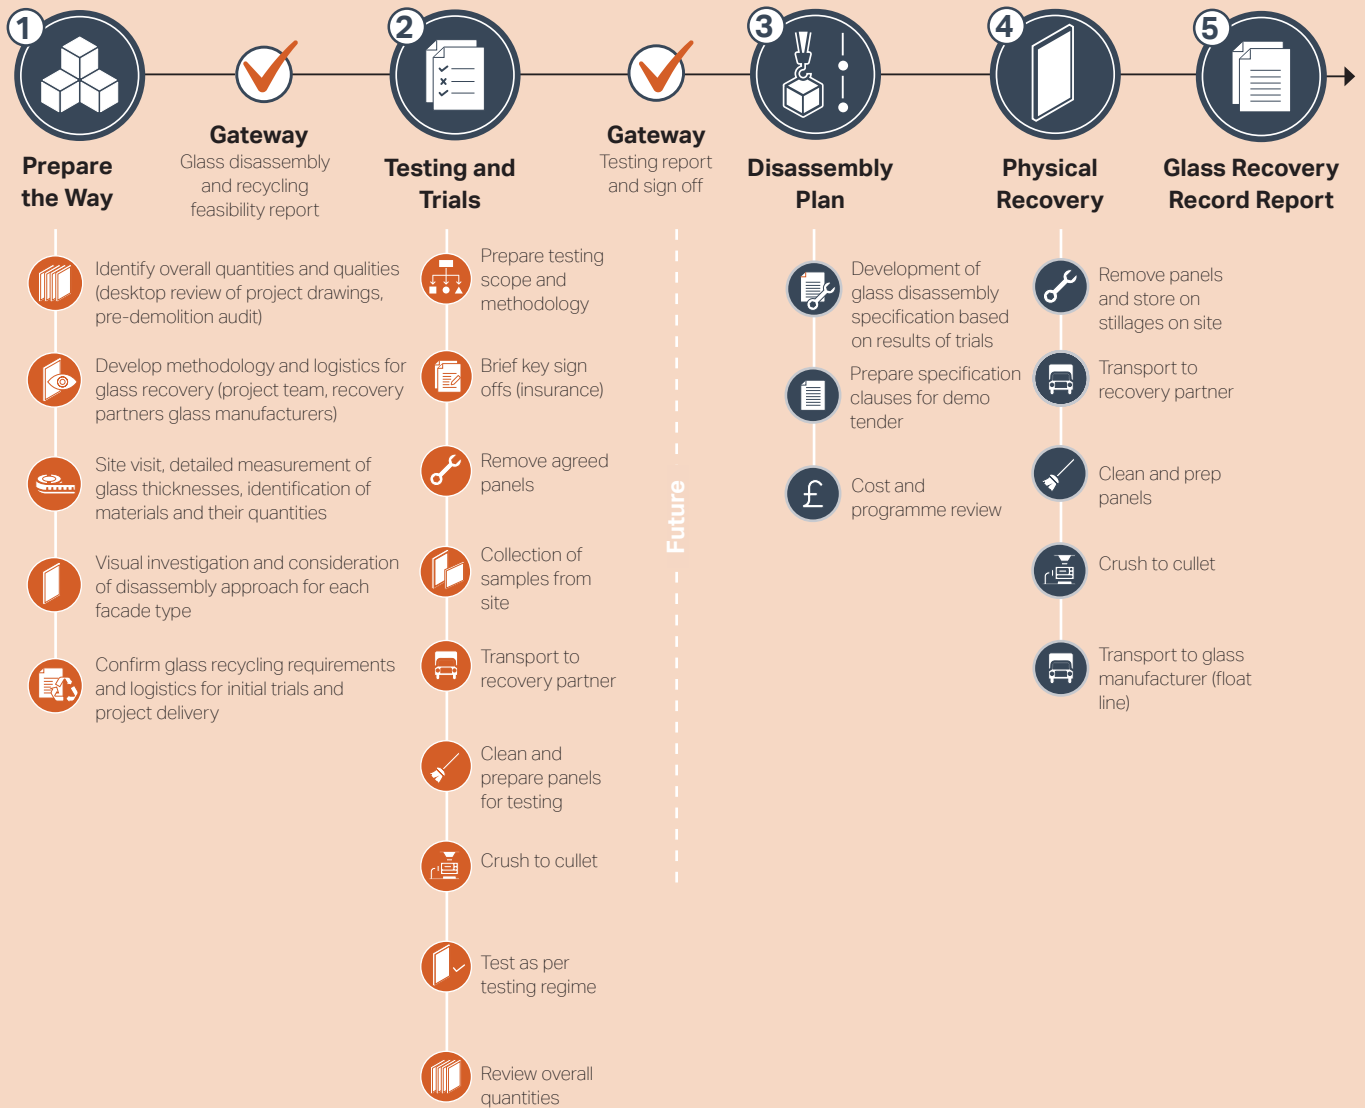 1
Prepare
the Way
Identify overall quantities and qualities
(desktop review of project drawings,
pre-demolition audit)
Develop methodology and logistics for
glass recovery (project team, recovery
partners glass manufacturers)
Site visit, detailed measurement of
glass thicknesses, identification of
materials and their quantities
Visual investigation and consideration
of disassembly approach for each
facade type
Confirm glass recycling requirements
and logistics for initial trials and
project delivery
Gateway
Glass disassembly
and recycling
feasibility report
2
Testing and
Trials
Prepare testing
scope and
methodology
Brief key sign
offs (insurance)
Remove agreed
panels
Collection of
samples from
site
Transport to
recovery partner
Clean and
prepare panels
for testing
Crush to cullet
Test as per
testing regime
Review overall
quantities
Gateway
Testing report
and sign off
Future
3
Disassembly
Plan
Development of
glass disassembly
specification based
on results of trials
Prepare specification
clauses for demo
tender
£
Cost and
programme review
4
Physical
Recovery
Remove panels
and store on
stillages on site
Transport to
recovery partner
Clean and prep
panels
Crush to cullet
Transport to glass
manufacturer (float
line)
5
Glass Recovery
Record Report